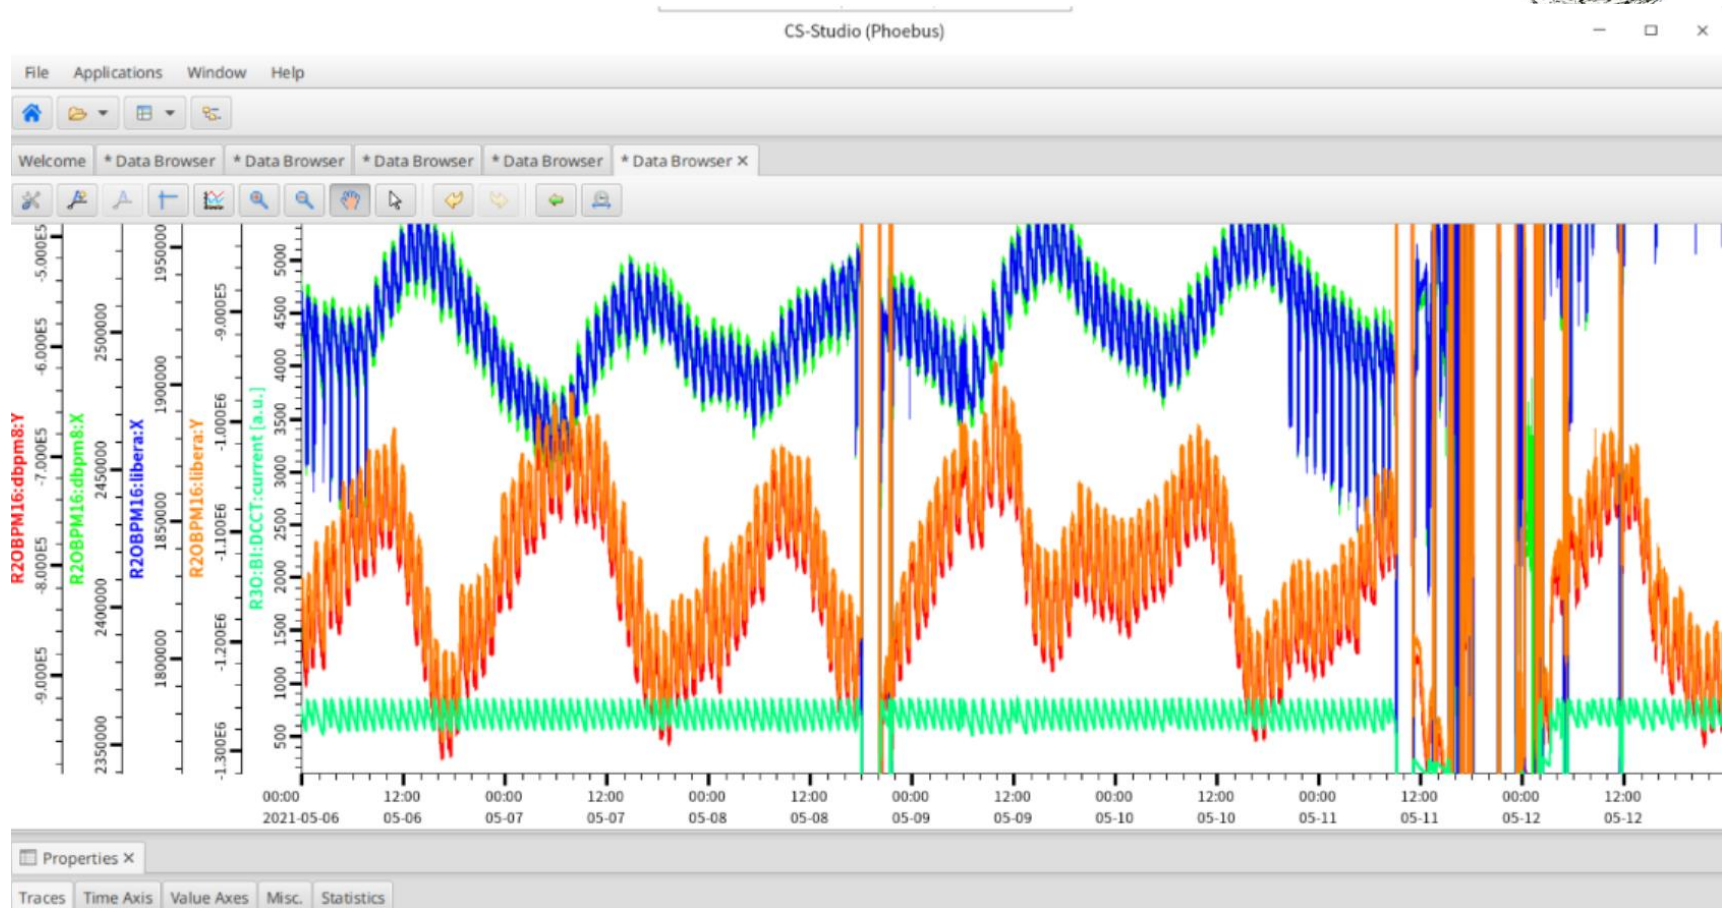 CS-Studio (Phoebus)
File Applications Window Help
Welcome * Data Browser * Data Browser * Data Browser * Data Browser * Data Browser
R2OBPM16:dbpm8:Y
-5.000E5
-6.000E5
-7.000E5
-8.000E5
-9.000E5
R2OBPM16:dbpm8:X
2500000
2450000
2400000
2350000
R2OBPM16:libera:X
1950000
1900000
1850000
1800000
R2OBPM16:libera:Y
-9.000E5
-1.000E6
-1.100E6
-1.200E6
-1.300E6
R3O:BI:DCCT:current [a.u.]
5000
4500
4000
3500
3000
2500
2000
1500
1000
500
00:00 12:00 00:00 12:00 00:00 12:00 00:00 12:00 00:00 12:00 00:00 12:00 00:00 12:00
2021-05-06 05-06 05-07 05-07 05-08 05-08 05-09 05-09 05-10 05-10 05-11 05-11 05-12 05-12
Properties
Traces Time Axis Value Axes Misc. Statistics